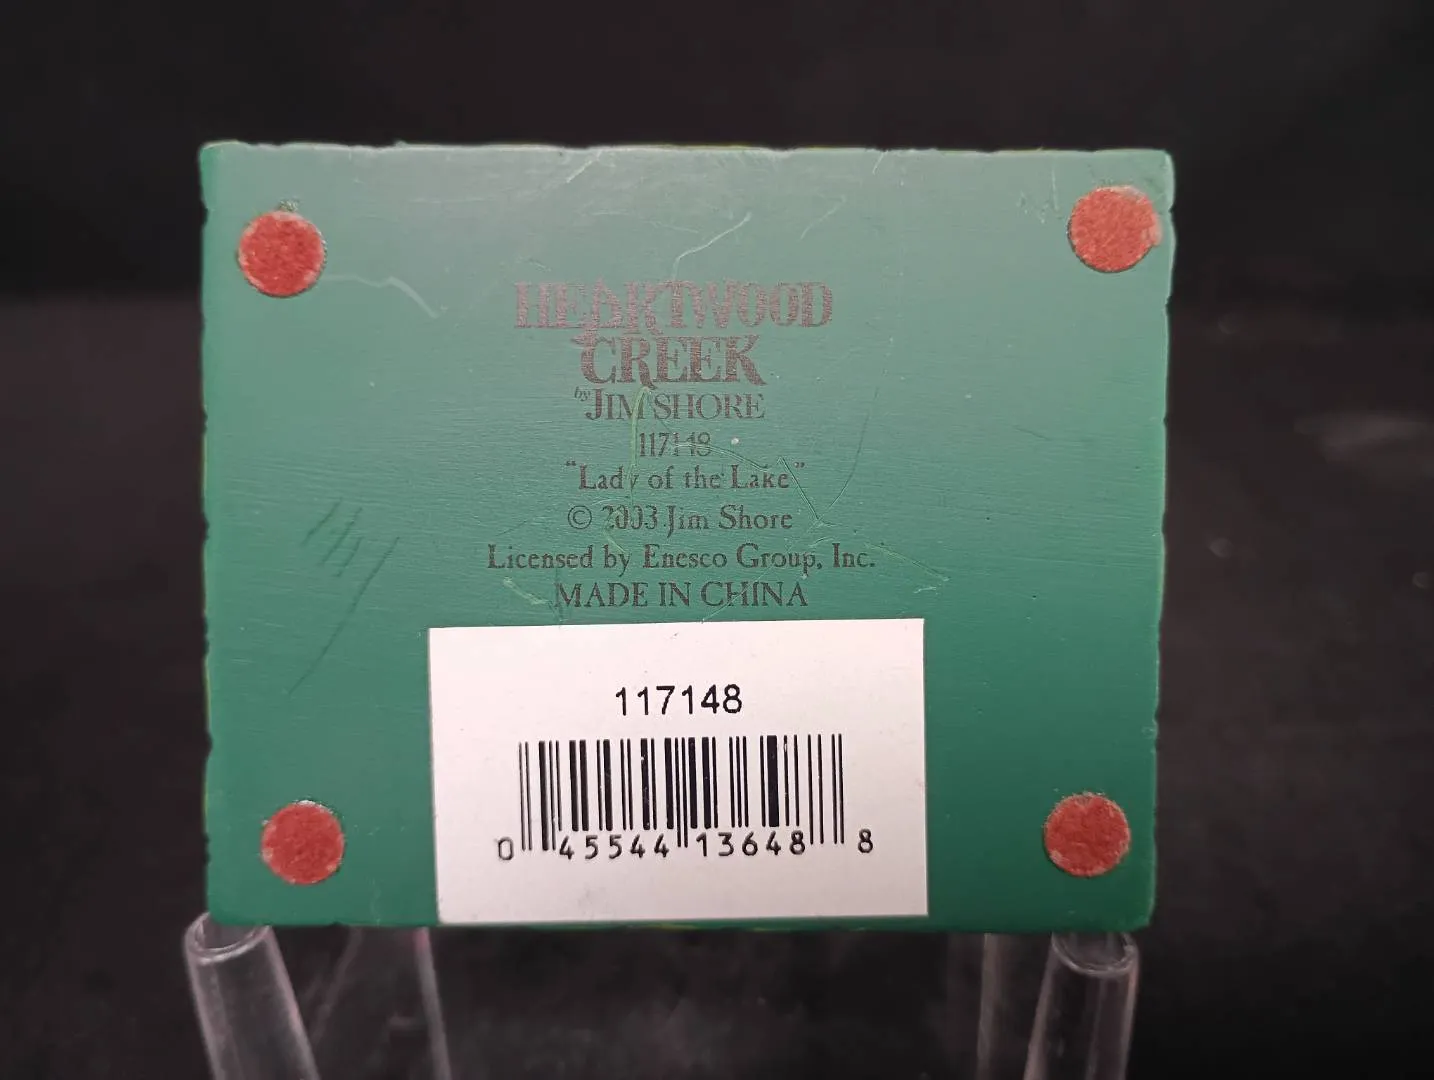 HEARTWOOD
CREEK
by JIM SHORE
117148
"Lady of the Lake"
© 2003 Jim Shore
Licensed by Enesco Group, Inc.
MADE IN CHINA
117148
0 45544 13648 8